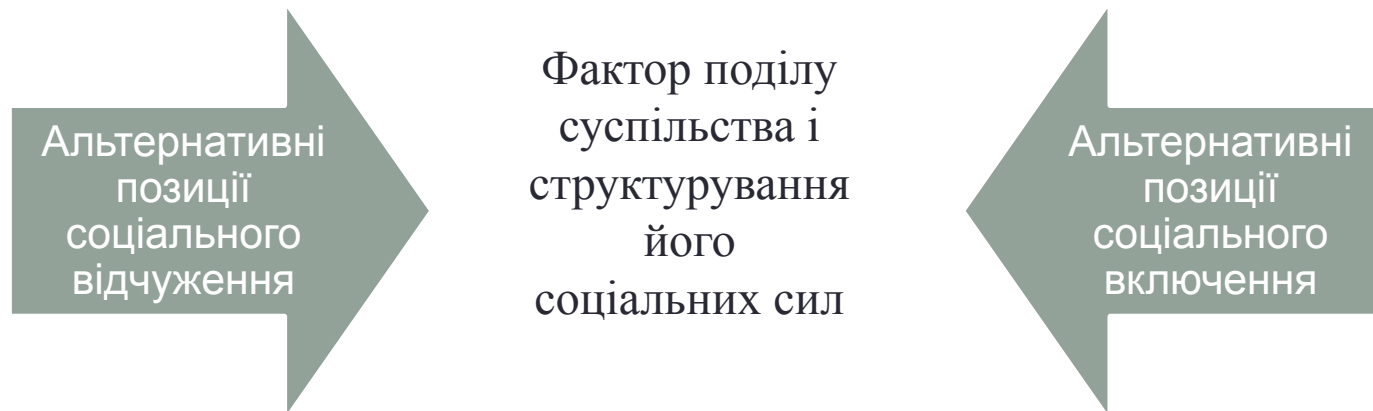 Альтернативні
позиції
соціального
відчуження
Фактор поділу
суспільства і
структурування
його
соціальних сил
Альтернативні
позиції
соціального
включення